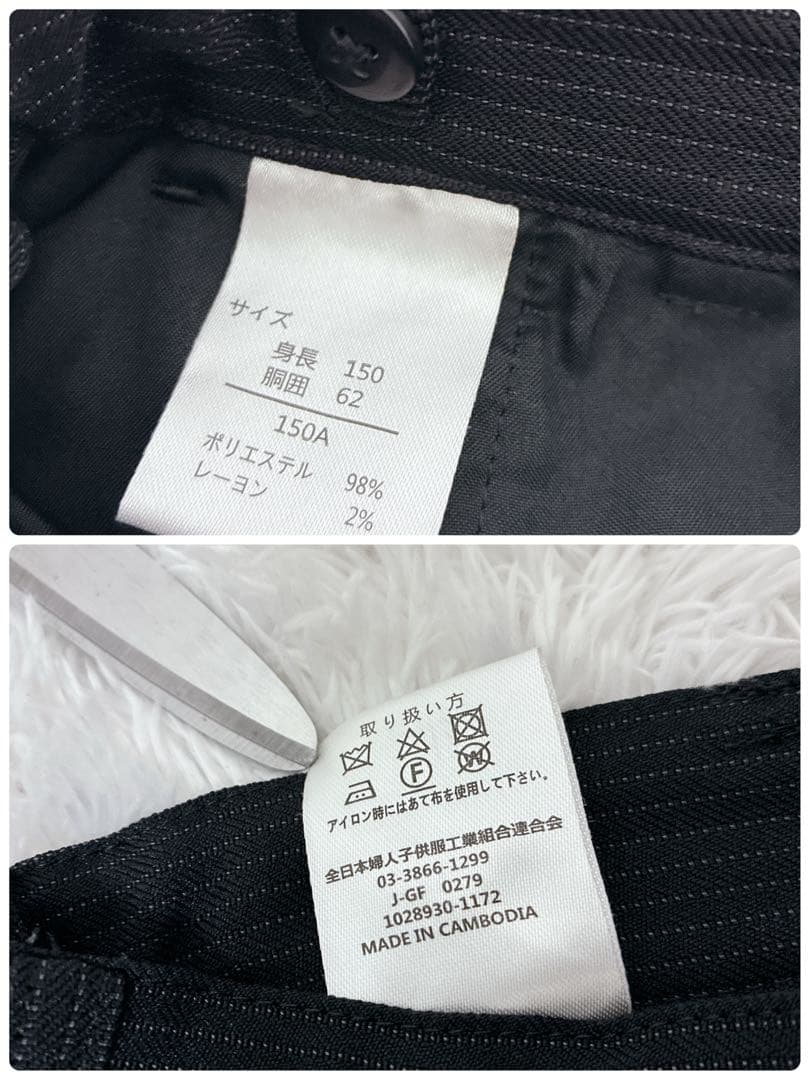 サイズ
身長 150
胴囲 62
150A
ポリエステル 98%
レーヨン 2%
取り扱い方
F
W
アイロン時にはあて布を使用して下さい。
全日本婦人子供服工業組合連合会
03-3866-1299
J-GF 0279
1028930-1172
MADE IN CAMBODIA